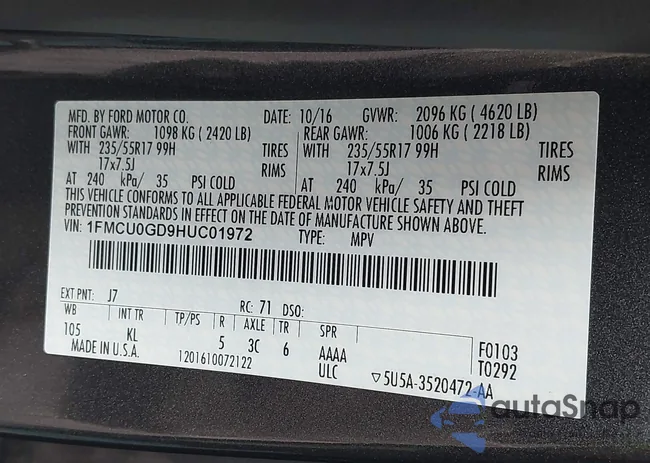 MFD. BY FORD MOTOR CO. DATE: 10/16 GVWR: 2096 KG ( 4620 LB)
FRONT GAWR: 1098 KG ( 2420 LB) REAR GAWR: 1006 KG ( 2218 LB)
WITH 235/55R17 99H TIRES WITH 235/55R17 99H TIRES
17x7.5J RIMS 17x7.5J RIMS
AT 240 kPa/ 35 PSI COLD AT 240 kPa/ 35 PSI COLD
THIS VEHICLE CONFORMS TO ALL APPLICABLE FEDERAL MOTOR VEHICLE SAFETY AND THEFT
PREVENTION STANDARDS IN EFFECT ON THE DATE OF MANUFACTURE SHOWN ABOVE.
VIN: 1FMCU0GD9HUC01972 TYPE: MPV
EXT PNT: J7 RC: 71 DSO:
WB INT TR TP/PS R AXLE TR SPR
105 KL 5 3C 6 AAAA F0103
MADE IN U.S.A. 1201610072122 ULC T0292
▽5U5A-3520472-AA
autoSnap
Powered by ClickCar